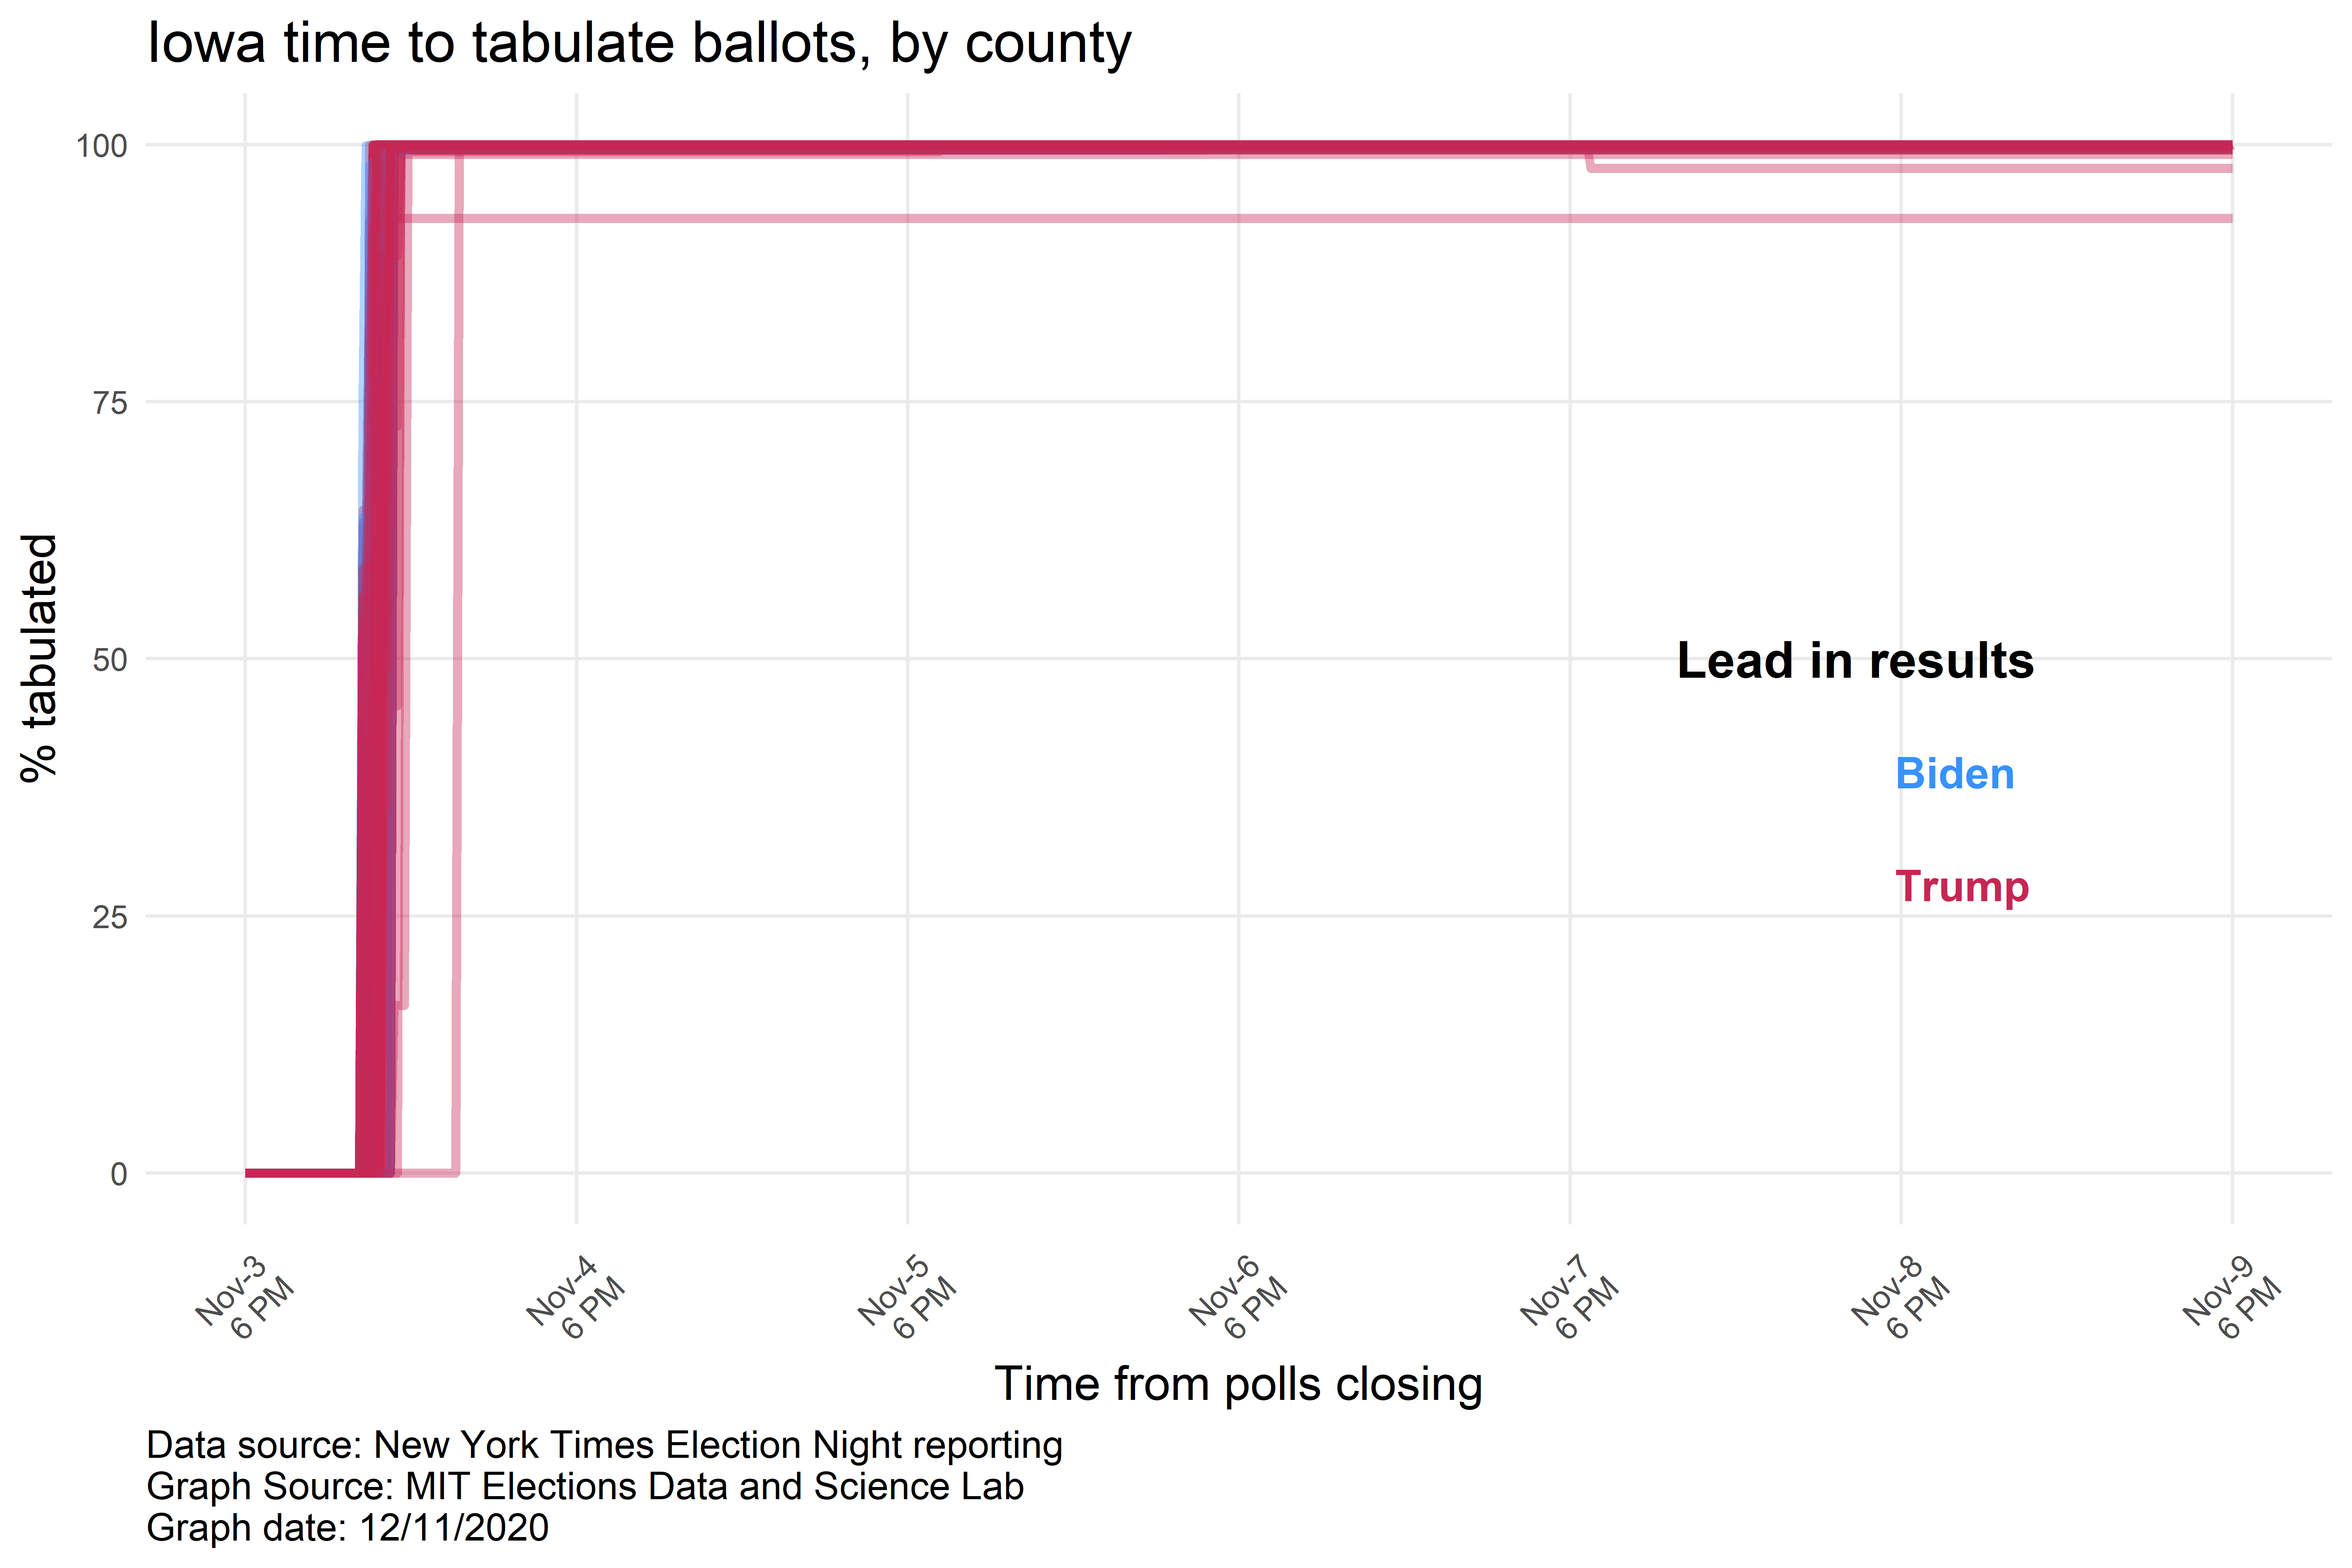 Iowa time to tabulate ballots, by county
% tabulated
100
75
50
25
0
Lead in results
Biden
Trump
Nov-3
6 PM
Nov-4
6 PM
Nov-5
6 PM
Nov-6
6 PM
Nov-7
6 PM
Nov-8
6 PM
Nov-9
6 PM
Time from polls closing
Data source: New York Times Election Night reporting
Graph Source: MIT Elections Data and Science Lab
Graph date: 12/11/2020